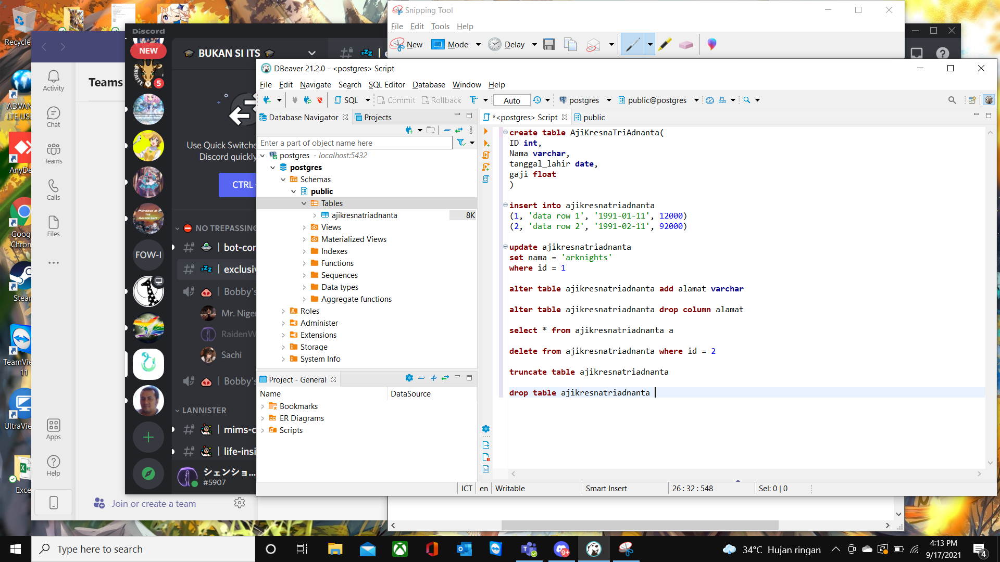 Recycle
ADVAN
LTE US
AnyDe
Goog
Chrom
Stear
TeamVie
11
UltraVie
Exce
Activity
Chat
Teams
Calls
Files
...
Apps
Help
Teams
Join or create a team
Discord
NEW
5
FOW-I
BUKAN SI ITS
Use Quick Switche
Discord quickly
CTRL
NO TREPASSING
bot-cor
exclusiv
Bobby's
Mr. Niger
RaidenW
Sachi
Bobby's
LANNISTER
mims-c
life-insi
シェンショ...
#5907
Snipping Tool
File Edit Tools Help
New Mode Delay
DBeaver 21.2.0 - <postgres> Script
File Edit Navigate Search SQL Editor Database Window Help
SQL Commit Rollback Auto postgres public@postgres
Database Navigator Projects
Enter a part of object name here
postgres - localhost:5432
postgres
Schemas
public
Tables
ajikresnatriadnanta 8K
Views
Materialized Views
Indexes
Functions
Sequences
Data types
Aggregate functions
Roles
Administer
Extensions
Storage
System Info
Project - General
Name DataSource
Bookmarks
ER Diagrams
Scripts
*<postgres> Script public
create table AjiKresnaTriAdnanta(
ID int,
Nama varchar,
tanggal_lahir date,
gaji float
)
insert into ajikresnatriadnanta
(1, 'data row 1', '1991-01-11', 12000)
(2, 'data row 2', '1991-02-11', 92000)
update ajikresnatriadnanta
set nama = 'arknights'
where id = 1
alter table ajikresnatriadnanta add alamat varchar
alter table ajikresnatriadnanta drop column alamat
select * from ajikresnatriadnanta a
delete from ajikresnatriadnanta where id = 2
truncate table ajikresnatriadnanta
drop table ajikresnatriadnanta
ICT en Writable Smart Insert 26 : 32 : 548 Sel: 0 | 0
Type here to search
9+
34°C Hujan ringan
4:13 PM
9/17/2021
4